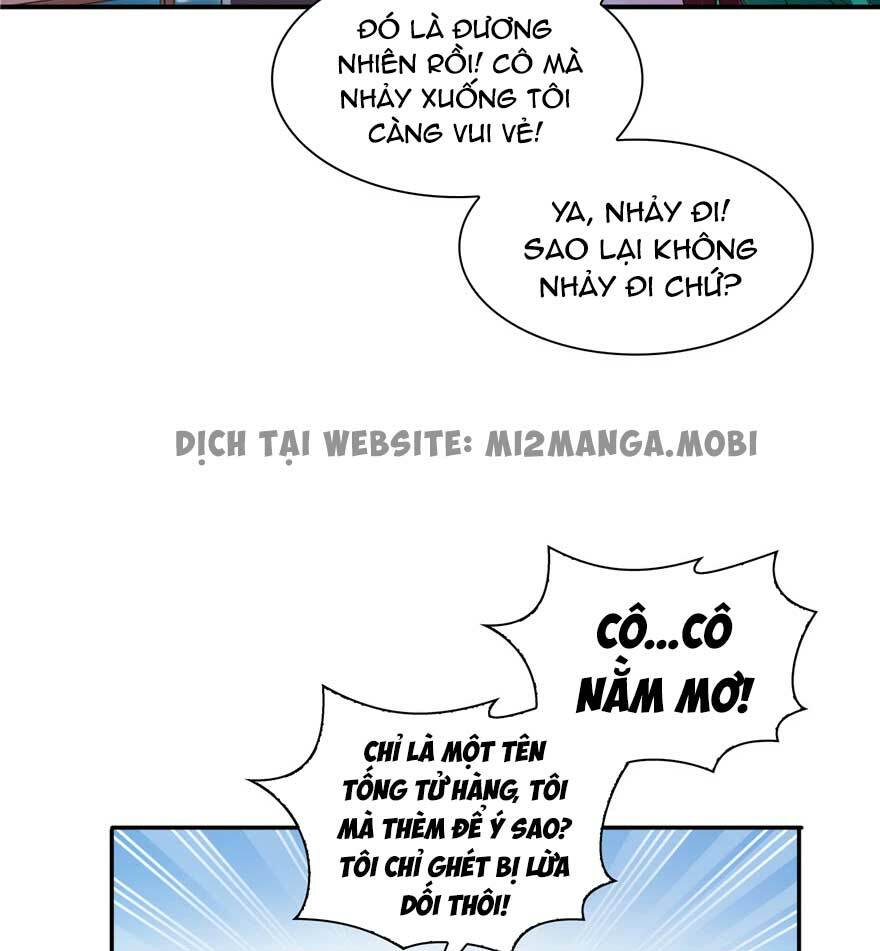 ĐÓ LÀ ĐƯƠNG
NHIÊN RỒI! CÔ MÀ
NHẢY XUỐNG TÔI
CÀNG VUI VẺ!
YA, NHẢY ĐI!
SAO LẠI KHÔNG
NHẢY ĐI CHỨ?
DỊCH TẠI WEBSITE: MI2MANGA.MOBI
CÔ...CÔ
NẰM MƠ!
CHỈ LÀ MỘT TÊN
TỐNG TỬ HÀNG, TÔI
MÀ THÈM ĐỂ Ý SAO?
TÔI CHỈ GHÉT BỊ LỪA
DỐI THÔI!